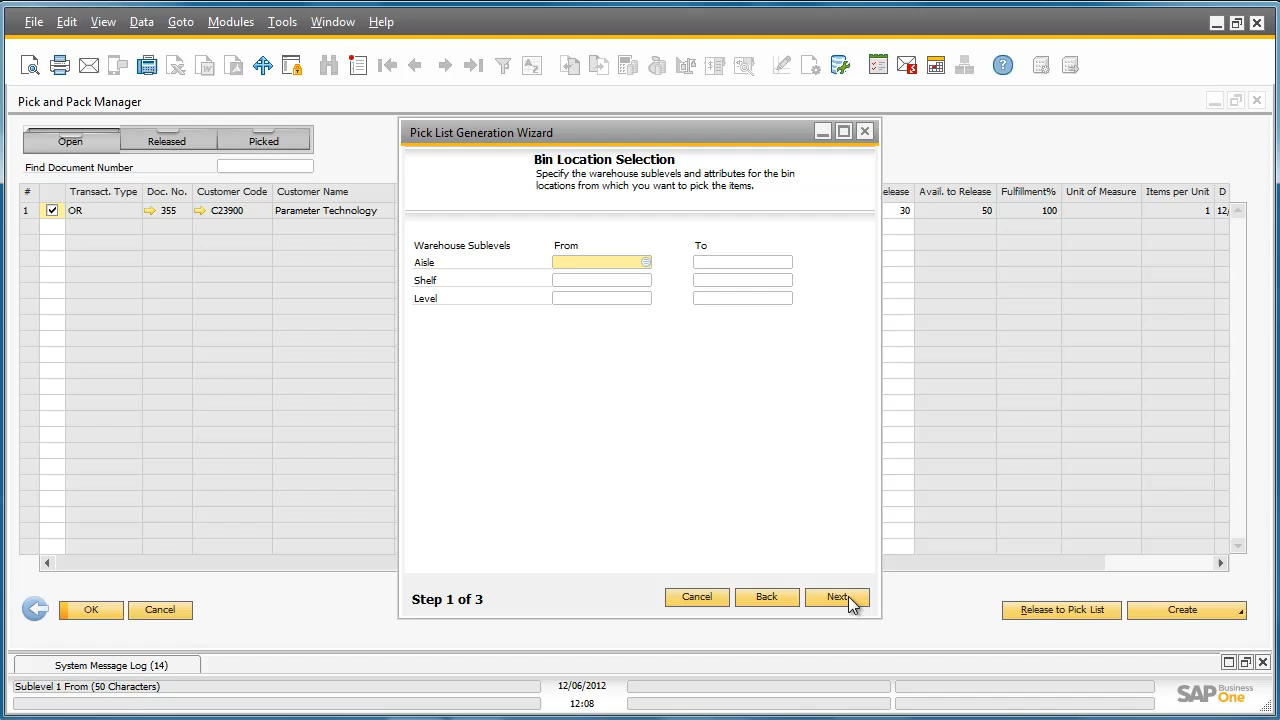 File Edit View Data Goto Modules Tools Window Help
Pick and Pack Manager
Open Released Picked
Find Document Number
# Transact. Type Doc. No. Customer Code Customer Name elease Avail. to Release Fulfillment% Unit of Measure Items per Unit D
1 OR 355 C23900 Parameter Technology 30 50 100 1 12/
Pick List Generation Wizard
Bin Location Selection
Specify the warehouse sublevels and attributes for the bin
locations from which you want to pick the items.
Warehouse Sublevels From To
Aisle
Shelf
Level
Step 1 of 3 Cancel Back Next
OK Cancel Release to Pick List Create
System Message Log (14)
Sublevel 1 From (50 Characters) 12/06/2012
12:08
SAP Business One